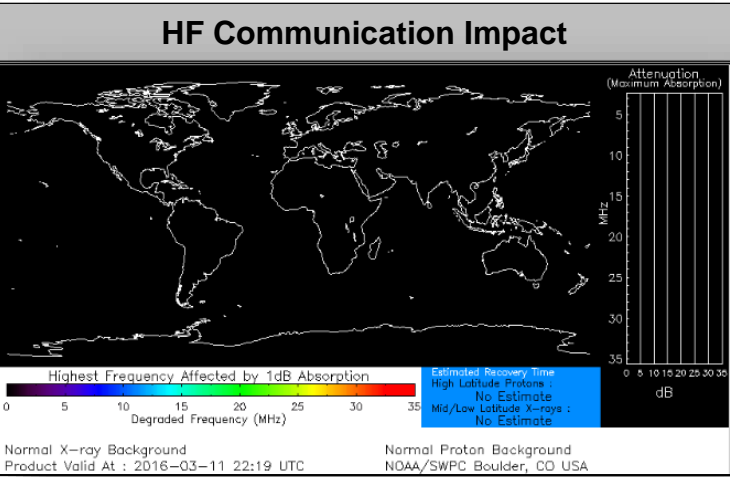 HF Communication Impact
Attenuation
(Maximum Absorption)
5
10
15
20
25
30
35
MHz
0 5 10 15 20 25 30 35
dB
Highest Frequency Affected by 1dB Absorption
0 5 10 15 20 25 30 35
Degraded Frequency (MHz)
Estimated Recovery Time
High Latitude Protons :
No Estimate
Mid/Low Latitude X-rays :
No Estimate
Normal X-ray Background
Normal Proton Background
Product Valid At : 2016-03-11 22:19 UTC
NOAA/SWPC Boulder, CO USA